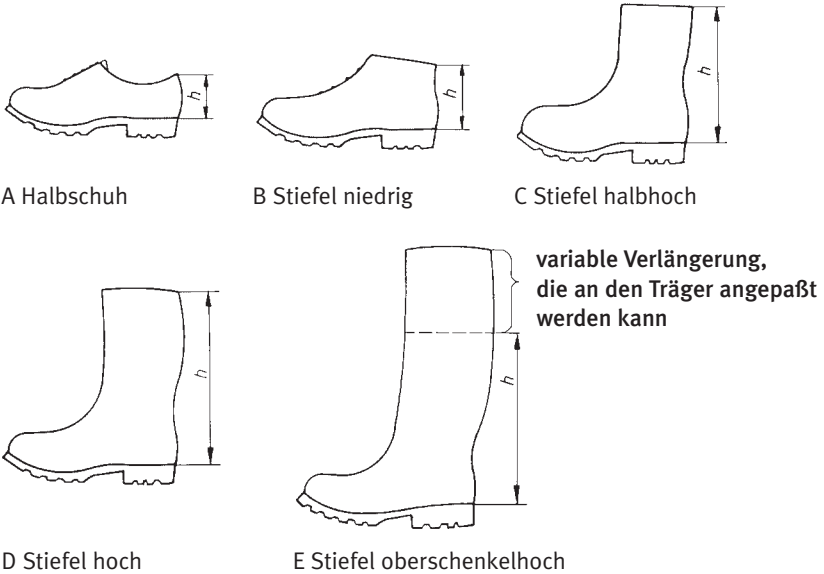 h
h
h
A Halbschuh
B Stiefel niedrig
C Stiefel halbhoch
variable Verlängerung,
die an den Träger angepaßt
werden kann
h
h
D Stiefel hoch
E Stiefel oberschenkelhoch